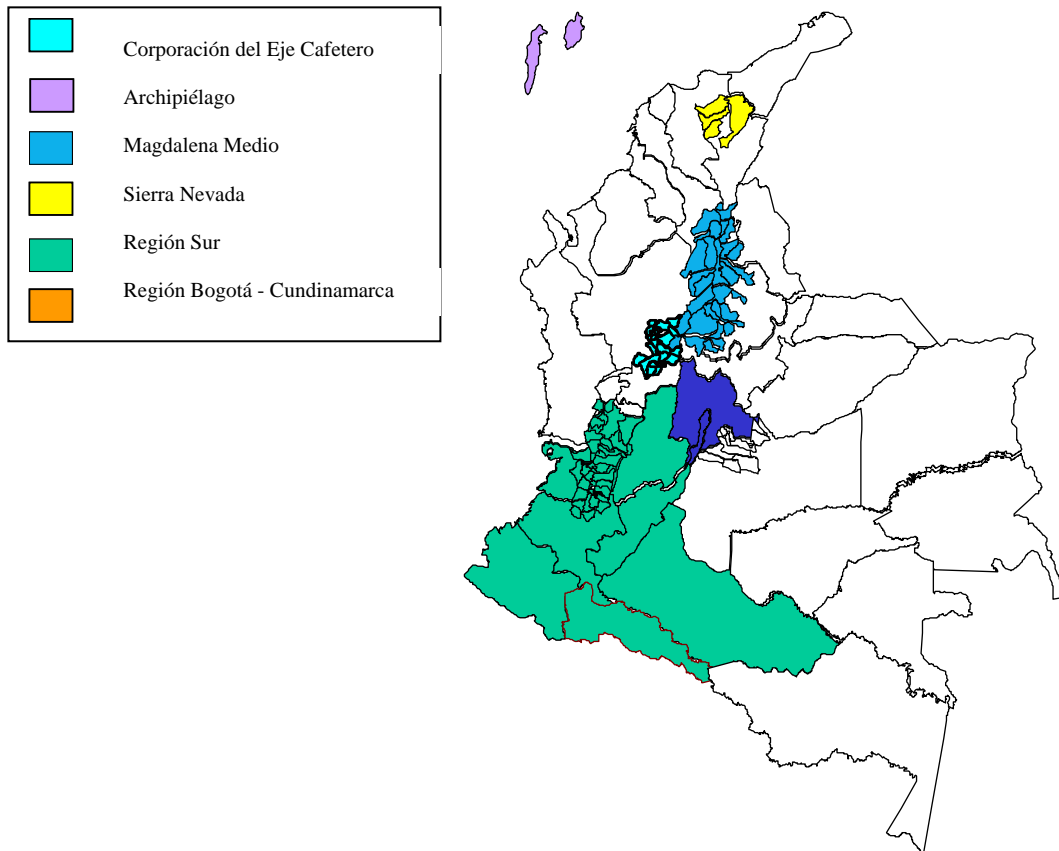 Corporación del Eje Cafetero
Archipiélago
Magdalena Medio
Sierra Nevada
Región Sur
Región Bogotá - Cundinamarca